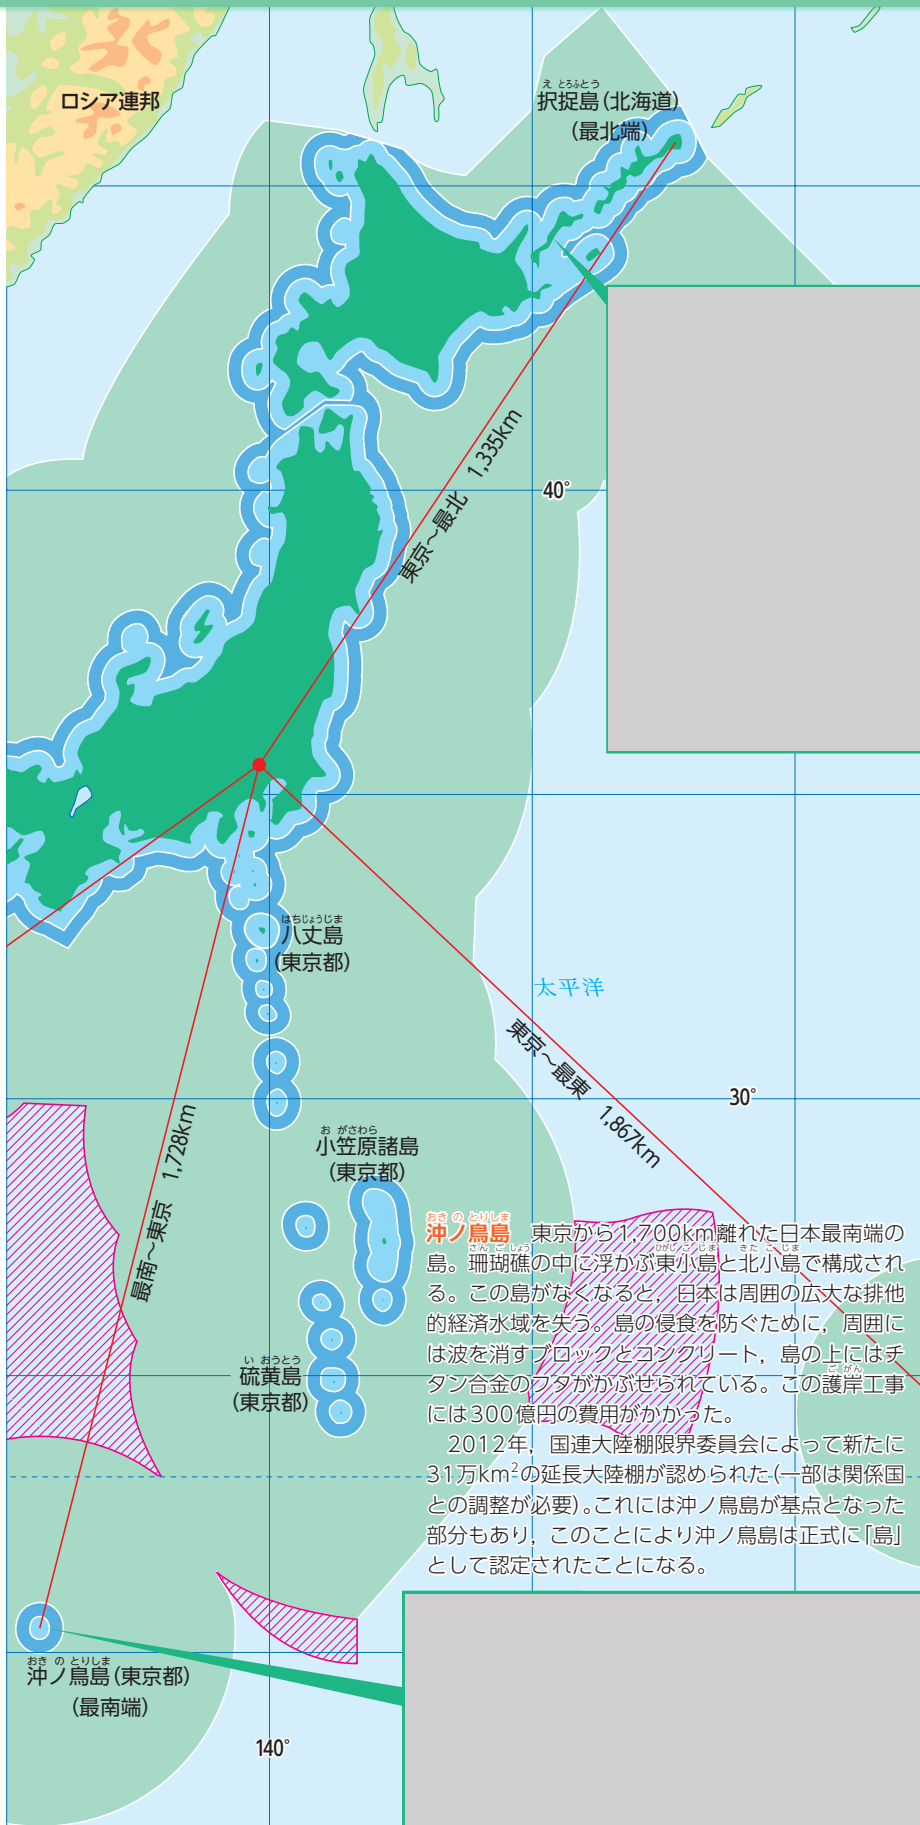 ロシア連邦
えとろふとう
択捉島(北海道)
(最北端)
東京〜最北 1,335km
40°
はちじょうじま
八丈島
(東京都)
太平洋
東京〜最東 1,867km
30°
最南〜東京 1,728km
おがさわら
小笠原諸島
(東京都)
いおうとう
硫黄島
(東京都)
おきのとりしま
沖ノ鳥島 東京から1,700km離れた日本最南端の
さんごしょう ひがしこじま きたこじま
島。珊瑚礁の中に浮かぶ東小島と北小島で構成され
る。この島がなくなると，日本は周囲の広大な排他
的経済水域を失う。島の侵食を防ぐために，周囲に
は波を消すブロックとコンクリート，島の上にはチ
ごがん
タン合金のフタがかぶせられている。この護岸工事
には300億円の費用がかかった。
2012年，国連大陸棚限界委員会によって新たに
31万km²の延長大陸棚が認められた(一部は関係国
との調整が必要)。これには沖ノ鳥島が基点となった
部分もあり，このことにより沖ノ鳥島は正式に「島」
として認定されたことになる。
おきのとりしま
沖ノ鳥島(東京都)
(最南端)
140°